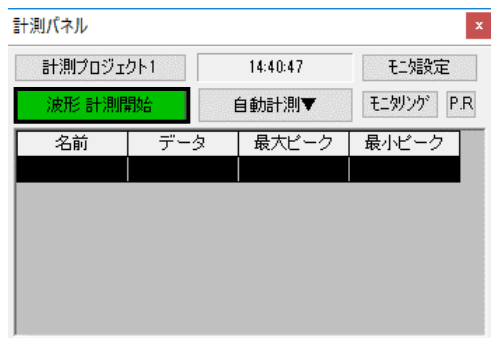 計測パネル x
計測プロジェクト1 14:40:47 ﾓﾆﾀ設定
波形 計測開始 自動計測▼ ﾓﾆﾀﾘﾝｸﾞ P.R
名前 データ 最大ピーク 最小ピーク